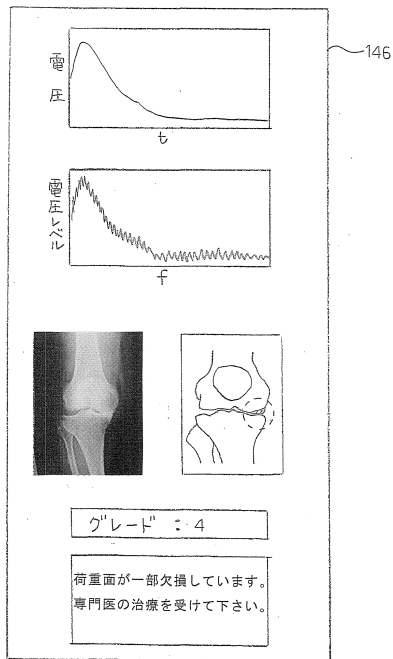 146
電圧
t
電圧レベル
f
グレード : 4
荷重面が一部欠損しています。
専門医の治療を受けて下さい。